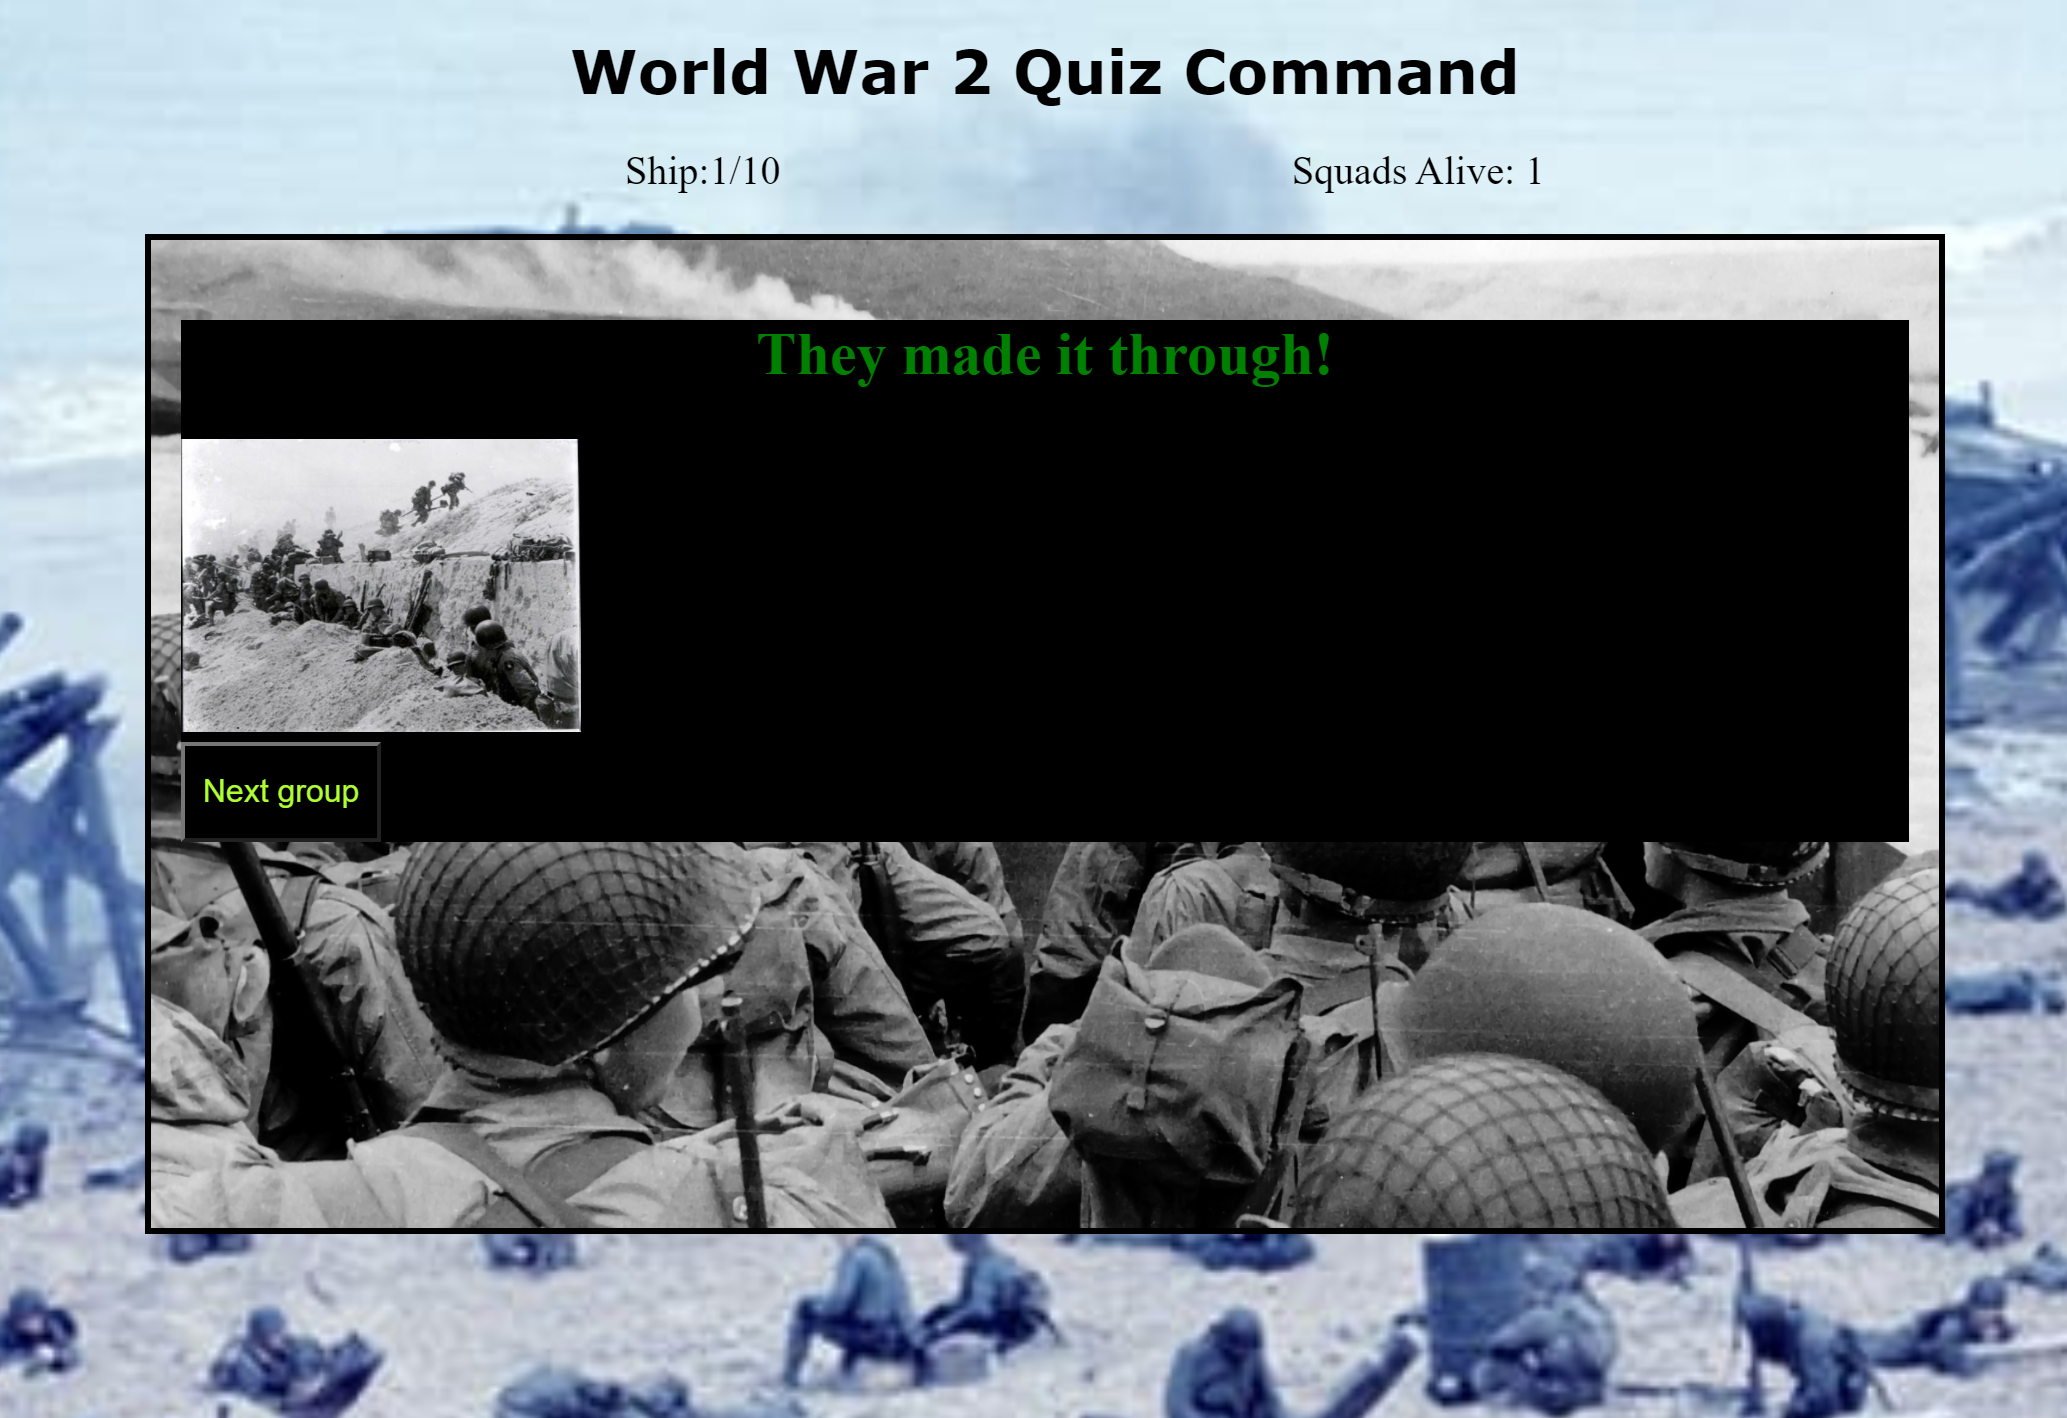 World War 2 Quiz Command
Ship:1/10
Squads Alive: 1
They made it through!
Next group